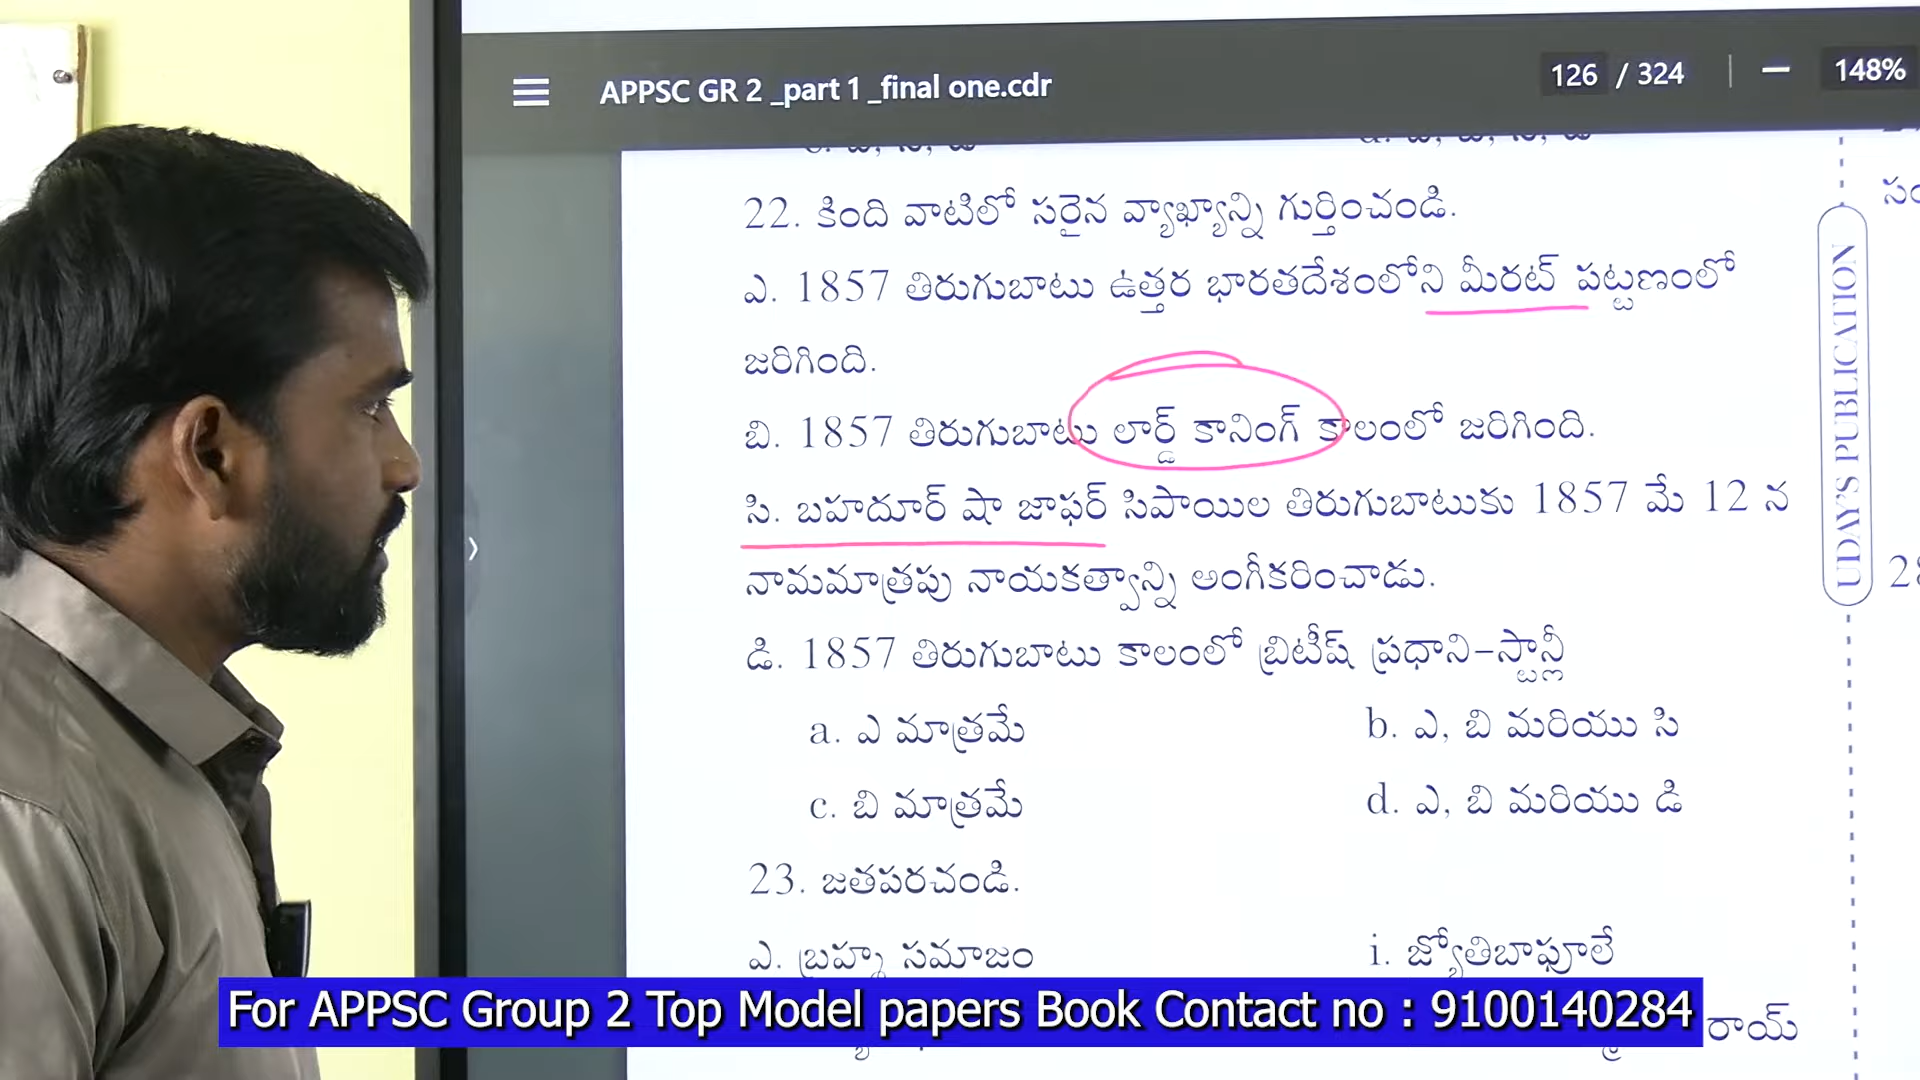 APPSC GR 2 _part 1 _final one.cdr
126 / 324
148%
22. కింది వాటిలో సరైన వ్యాఖ్యాన్ని గుర్తించండి.
ఎ. 1857 తిరుగుబాటు ఉత్తర భారతదేశంలోని మీరట్ పట్టణంలో
జరిగింది.
బి. 1857 తిరుగుబాటు లార్డ్ కానింగ్ కాలంలో జరిగింది.
సి. బహదూర్ షా జాఫర్ సిపాయిల తిరుగుబాటుకు 1857 మే 12 న
నామమాత్రపు నాయకత్వాన్ని అంగీకరించాడు.
డి. 1857 తిరుగుబాటు కాలంలో బ్రిటీష్ ప్రధాని-స్టాన్లీ
a. ఎ మాత్రమే
b. ఎ, బి మరియు సి
c. బి మాత్రమే
d. ఎ, బి మరియు డి
23. జతపరచండి.
ఎ. బ్రహ్మ సమాజం
i. జ్యోతిబాఫూలే
రాయ్
UDAY'S PUBLICATION
For APPSC Group 2 Top Model papers Book Contact no : 9100140284